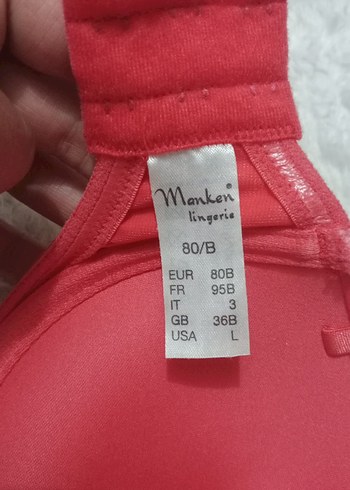 Manken
lingerie
80/B
EUR 80B
FR 95B
IT 3
GB 36B
USA L